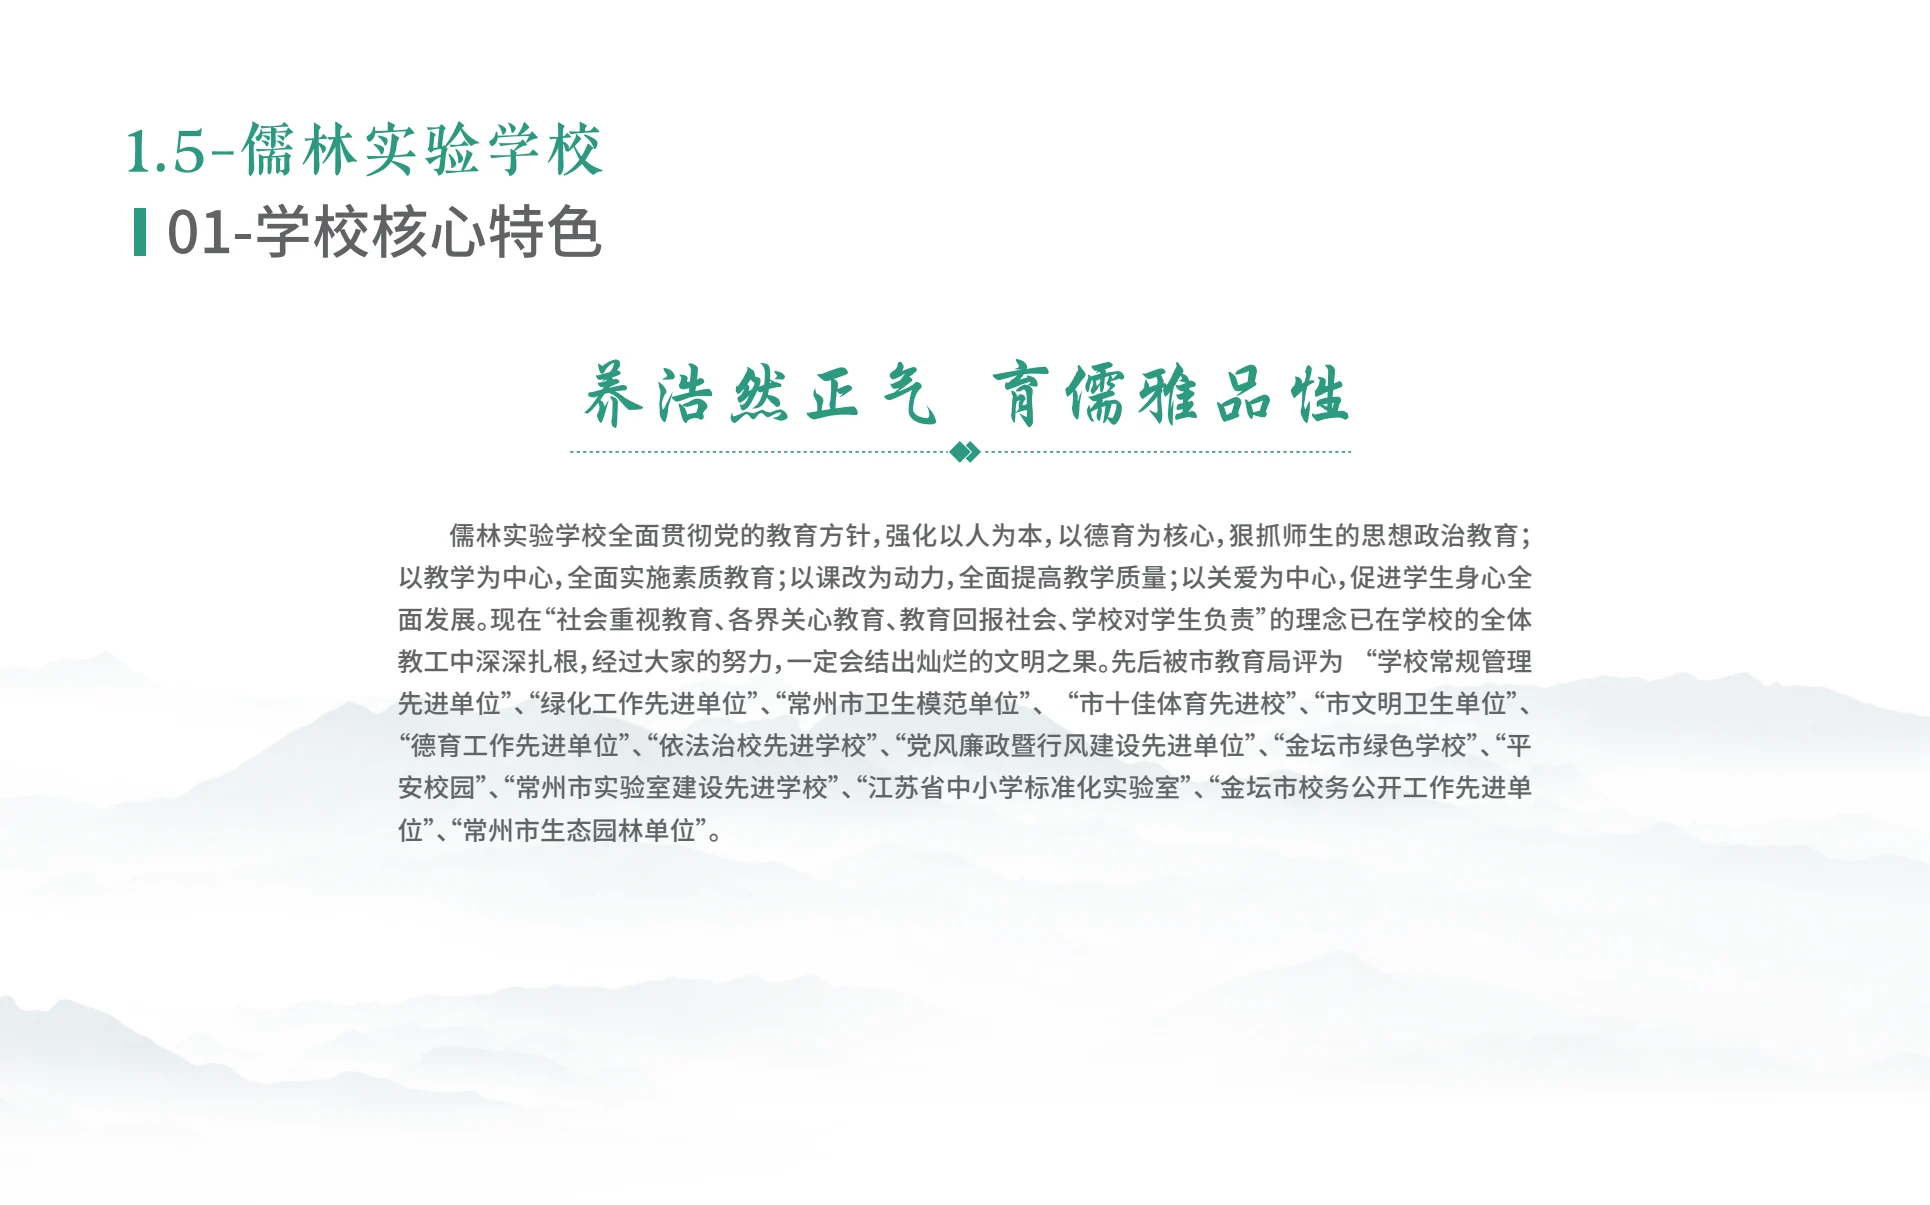 1.5-儒林实验学校
01-学校核心特色
养浩然正气 育儒雅品性
儒林实验学校全面贯彻党的教育方针，强化以人为本，以德育为核心，狠抓师生的思想政治教育；
以教学为中心，全面实施素质教育；以课改为动力，全面提高教学质量；以关爱为中心，促进学生身心全
面发展。现在“社会重视教育、各界关心教育、教育回报社会、学校对学生负责”的理念已在学校的全体
教工中深深扎根，经过大家的努力，一定会结出灿烂的文明之果。先后被市教育局评为 “学校常规管理
先进单位”、“绿化工作先进单位”、“常州市卫生模范单位”、 “市十佳体育先进校”、“市文明卫生单位”、
“德育工作先进单位”、“依法治校先进学校”、“党风廉政暨行风建设先进单位”、“金坛市绿色学校”、“平
安校园”、“常州市实验室建设先进学校”、“江苏省中小学标准化实验室”、“金坛市校务公开工作先进单
位”、“常州市生态园林单位”。